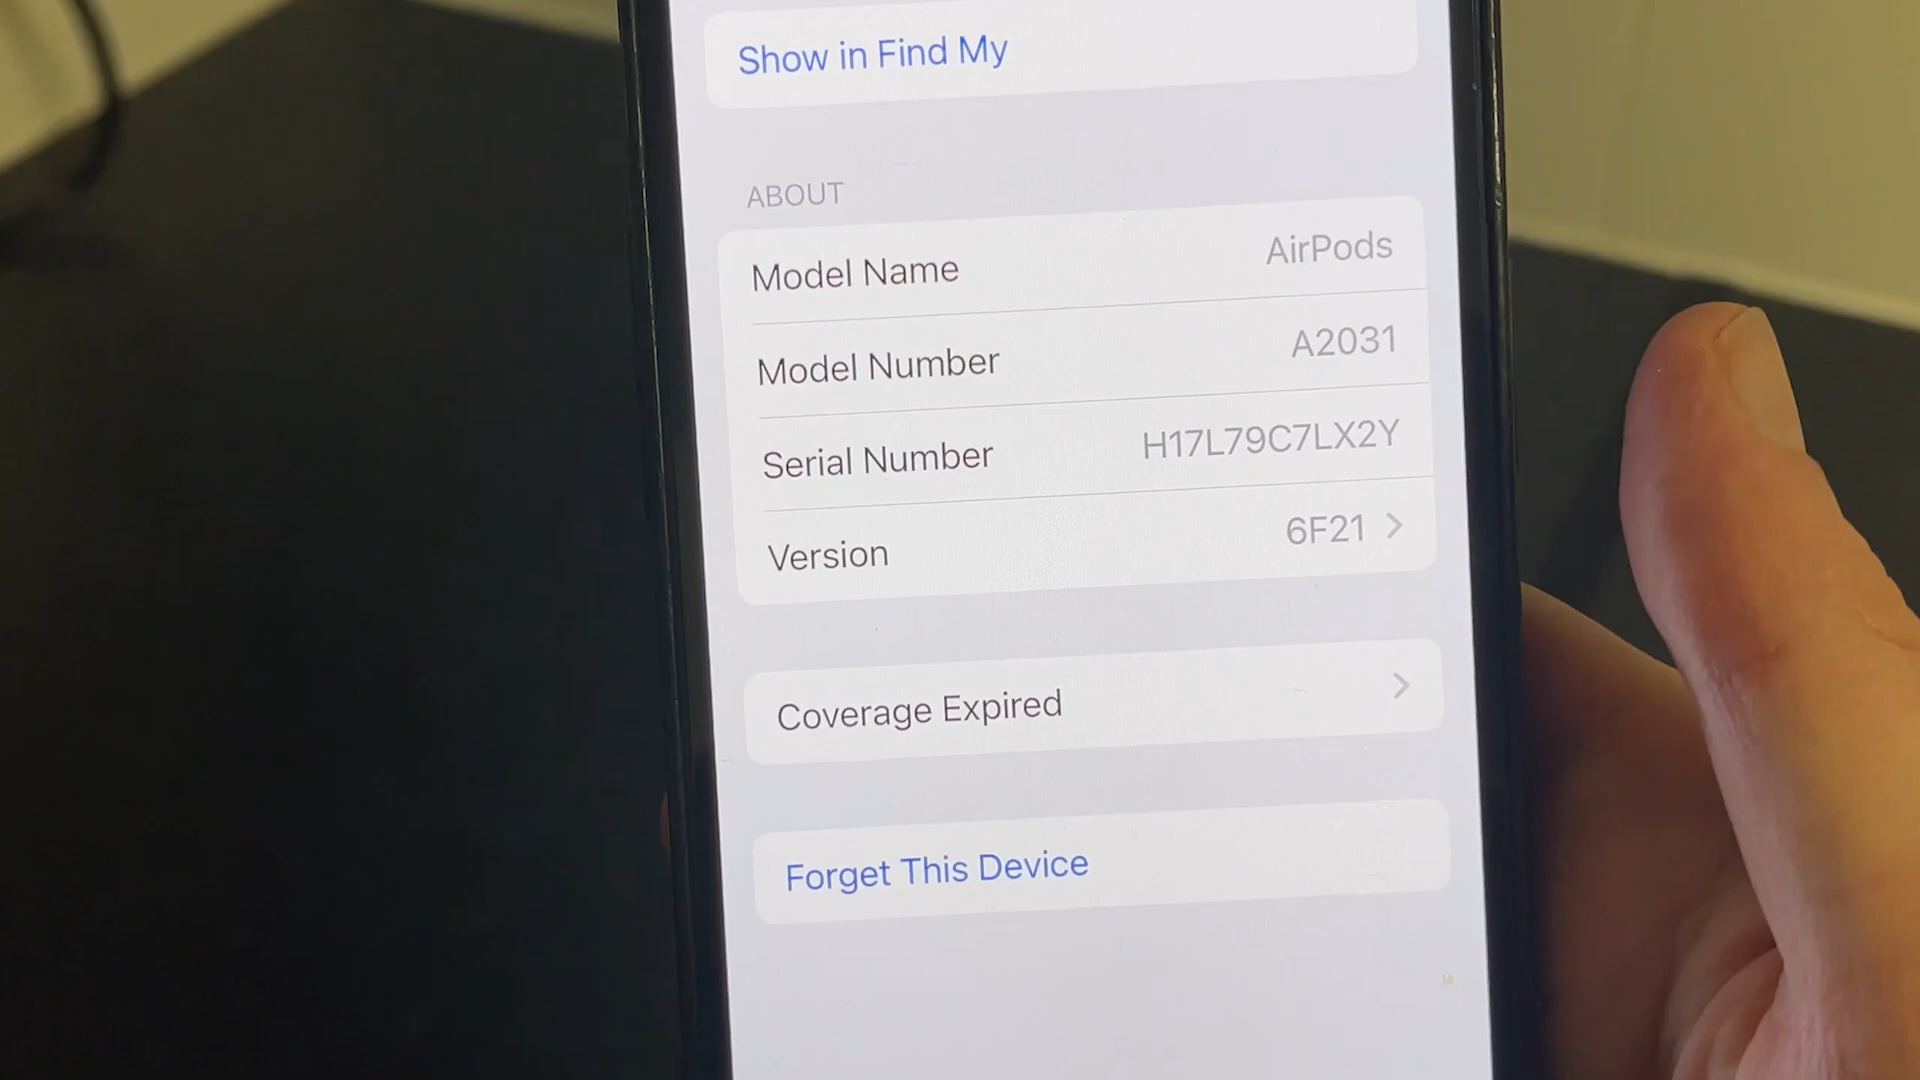 Show in Find My
ABOUT
Model Name AirPods
Model Number A2031
Serial Number H17L79C7LX2Y
Version 6F21
Coverage Expired
Forget This Device